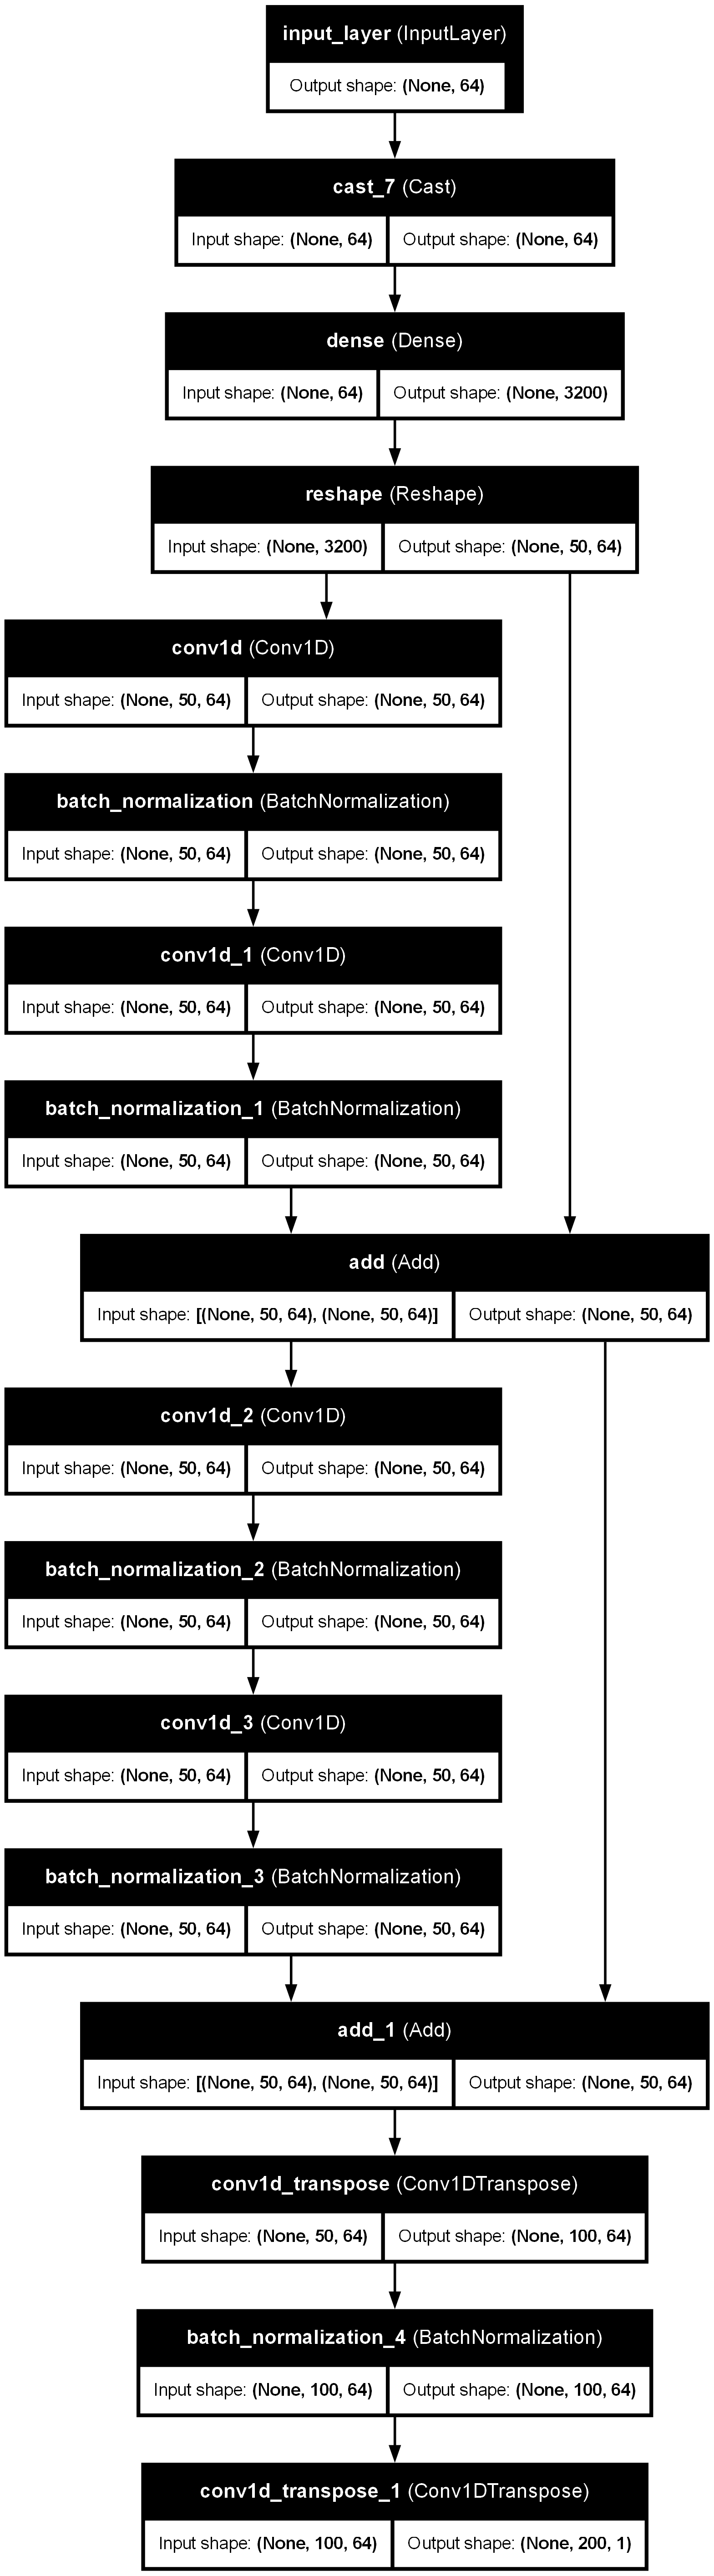 input_layer (InputLayer)
Output shape: (None, 64)
cast_7 (Cast)
Input shape: (None, 64) Output shape: (None, 64)
dense (Dense)
Input shape: (None, 64) Output shape: (None, 3200)
reshape (Reshape)
Input shape: (None, 3200) Output shape: (None, 50, 64)
conv1d (Conv1D)
Input shape: (None, 50, 64) Output shape: (None, 50, 64)
batch_normalization (BatchNormalization)
Input shape: (None, 50, 64) Output shape: (None, 50, 64)
conv1d_1 (Conv1D)
Input shape: (None, 50, 64) Output shape: (None, 50, 64)
batch_normalization_1 (BatchNormalization)
Input shape: (None, 50, 64) Output shape: (None, 50, 64)
add (Add)
Input shape: [(None, 50, 64), (None, 50, 64)] Output shape: (None, 50, 64)
conv1d_2 (Conv1D)
Input shape: (None, 50, 64) Output shape: (None, 50, 64)
batch_normalization_2 (BatchNormalization)
Input shape: (None, 50, 64) Output shape: (None, 50, 64)
conv1d_3 (Conv1D)
Input shape: (None, 50, 64) Output shape: (None, 50, 64)
batch_normalization_3 (BatchNormalization)
Input shape: (None, 50, 64) Output shape: (None, 50, 64)
add_1 (Add)
Input shape: [(None, 50, 64), (None, 50, 64)] Output shape: (None, 50, 64)
conv1d_transpose (Conv1DTranspose)
Input shape: (None, 50, 64) Output shape: (None, 100, 64)
batch_normalization_4 (BatchNormalization)
Input shape: (None, 100, 64) Output shape: (None, 100, 64)
conv1d_transpose_1 (Conv1DTranspose)
Input shape: (None, 100, 64) Output shape: (None, 200, 1)